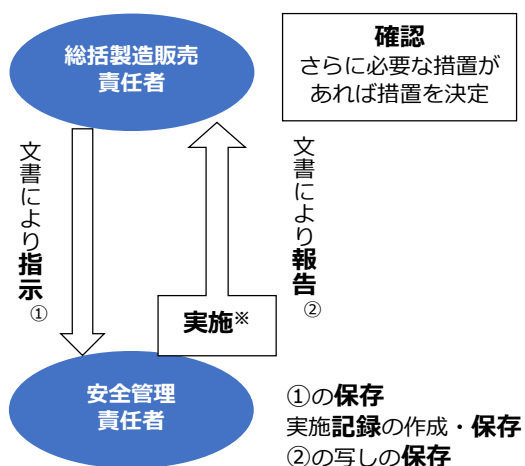 総括製造販売
責任者
確認
さらに必要な措置が
あれば措置を決定
文書により指示①
文書により報告②
実施※
安全管理
責任者
①の保存
実施記録の作成・保存
②の写しの保存